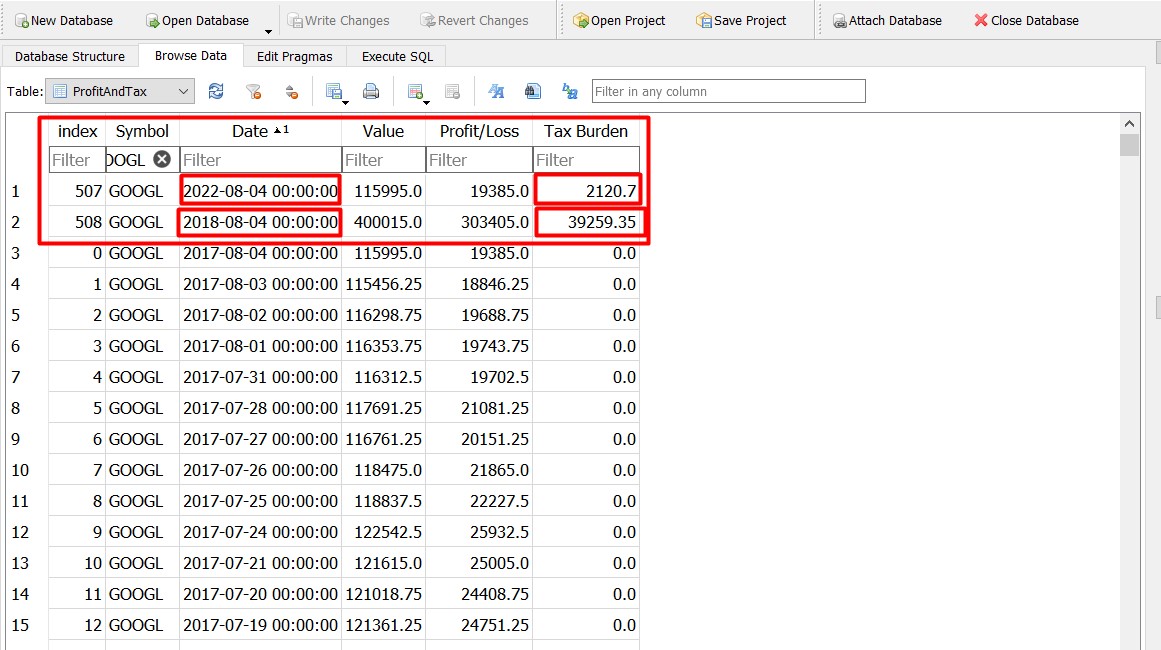 New Database Open Database Write Changes Revert Changes Open Project Save Project Attach Database Close Database
Database Structure Browse Data Edit Pragmas Execute SQL
Table: ProfitAndTax Filter in any column
index Symbol Date 1 Value Profit/Loss Tax Burden
Filter OOGL Filter Filter Filter Filter
1 507 GOOGL 2022-08-04 00:00:00 115995.0 19385.0 2120.7
2 508 GOOGL 2018-08-04 00:00:00 400015.0 303405.0 39259.35
3 0 GOOGL 2017-08-04 00:00:00 115995.0 19385.0 0.0
4 1 GOOGL 2017-08-03 00:00:00 115456.25 18846.25 0.0
5 2 GOOGL 2017-08-02 00:00:00 116298.75 19688.75 0.0
6 3 GOOGL 2017-08-01 00:00:00 116353.75 19743.75 0.0
7 4 GOOGL 2017-07-31 00:00:00 116312.5 19702.5 0.0
8 5 GOOGL 2017-07-28 00:00:00 117691.25 21081.25 0.0
9 6 GOOGL 2017-07-27 00:00:00 116761.25 20151.25 0.0
10 7 GOOGL 2017-07-26 00:00:00 118475.0 21865.0 0.0
11 8 GOOGL 2017-07-25 00:00:00 118837.5 22227.5 0.0
12 9 GOOGL 2017-07-24 00:00:00 122542.5 25932.5 0.0
13 10 GOOGL 2017-07-21 00:00:00 121615.0 25005.0 0.0
14 11 GOOGL 2017-07-20 00:00:00 121018.75 24408.75 0.0
15 12 GOOGL 2017-07-19 00:00:00 121361.25 24751.25 0.0